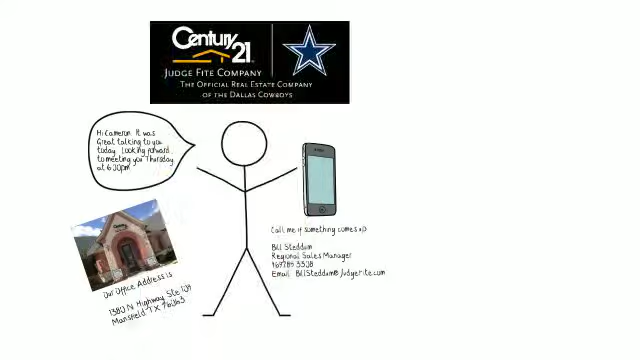 Century
21
JUDGE FITE COMPANY
THE OFFICIAL REAL ESTATE COMPANY
OF THE DALLAS COWBOYS
Hi Cameron. It was
Great talking to you
today. Looking forward
to meeting you Thursday
at 6:00pm
Call me if something comes up
Bill Steddum
Regional Sales Manager
Email: BillSteddum@JudgeFite.com
Our Office Address is
1380 N Highway Ste 104
Mansfield TX 76063